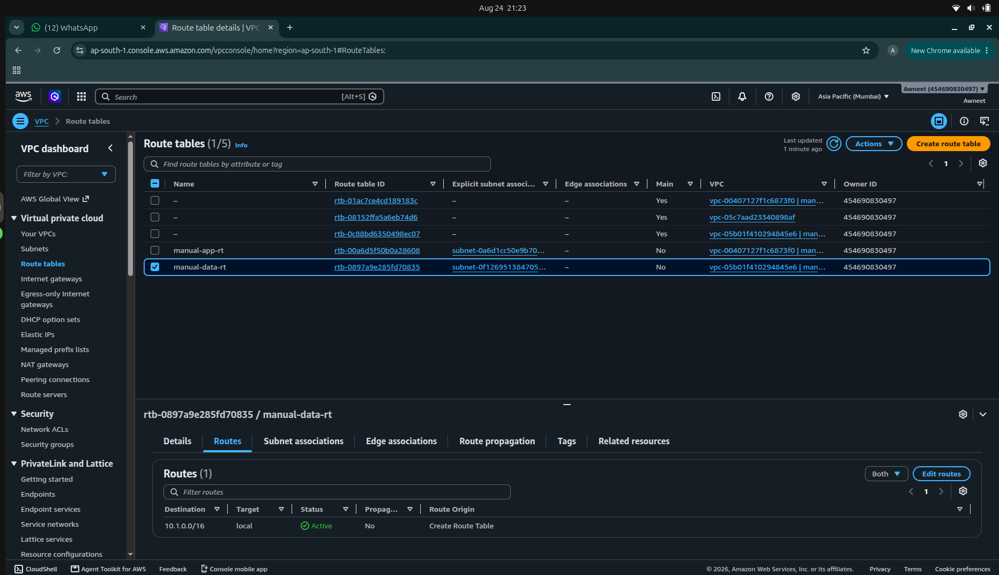 Aug 24 21:23
(12) WhatsApp
Route table details | VPC
ap-south-1.console.aws.amazon.com/vpcconsole/home?region=ap-south-1#RouteTables:
A
New Chrome available
aws
Search [Alt+S]
Asia Pacific (Mumbai)
Awneet (454690830497)
Awneet
VPC > Route tables
VPC dashboard
Filter by VPC:
AWS Global View
Virtual private cloud
Your VPCs
Subnets
Route tables
Internet gateways
Egress-only Internet
gateways
DHCP option sets
Elastic IPs
Managed prefix lists
NAT gateways
Peering connections
Route servers
Security
Network ACLs
Security groups
PrivateLink and Lattice
Getting started
Endpoints
Endpoint services
Service networks
Lattice services
Resource configurations
Route tables (1/5) Info
Last updated
1 minute ago
Actions
Create route table
Find route tables by attribute or tag
1
Name Route table ID Explicit subnet associ... Edge associations Main VPC Owner ID
– rtb-01ac7ce4cd189183c – – Yes vpc-00407127f1c6873f0 | man... 454690830497
– rtb-08152ffa5a6eb74d6 – – Yes vpc-05c7aad23340898af 454690830497
– rtb-0c88bd6350498ec07 – – Yes vpc-05b01f410294845e6 | man... 454690830497
manual-app-rt rtb-00a6d5f50b0a28608 subnet-0a6d1cc50e9b70... – No vpc-00407127f1c6873f0 | man... 454690830497
manual-data-rt rtb-0897a9e285fd70835 subnet-0f126951384705... – No vpc-05b01f410294845e6 | man... 454690830497
rtb-0897a9e285fd70835 / manual-data-rt
Details Routes Subnet associations Edge associations Route propagation Tags Related resources
Routes (1)
Both
Edit routes
Filter routes
1
Destination Target Status Propag... Route Origin
10.1.0.0/16 local Active No Create Route Table
CloudShell Agent Toolkit for AWS Feedback Console mobile app
© 2026, Amazon Web Services, Inc. or its affiliates. Privacy Terms Cookie preferences